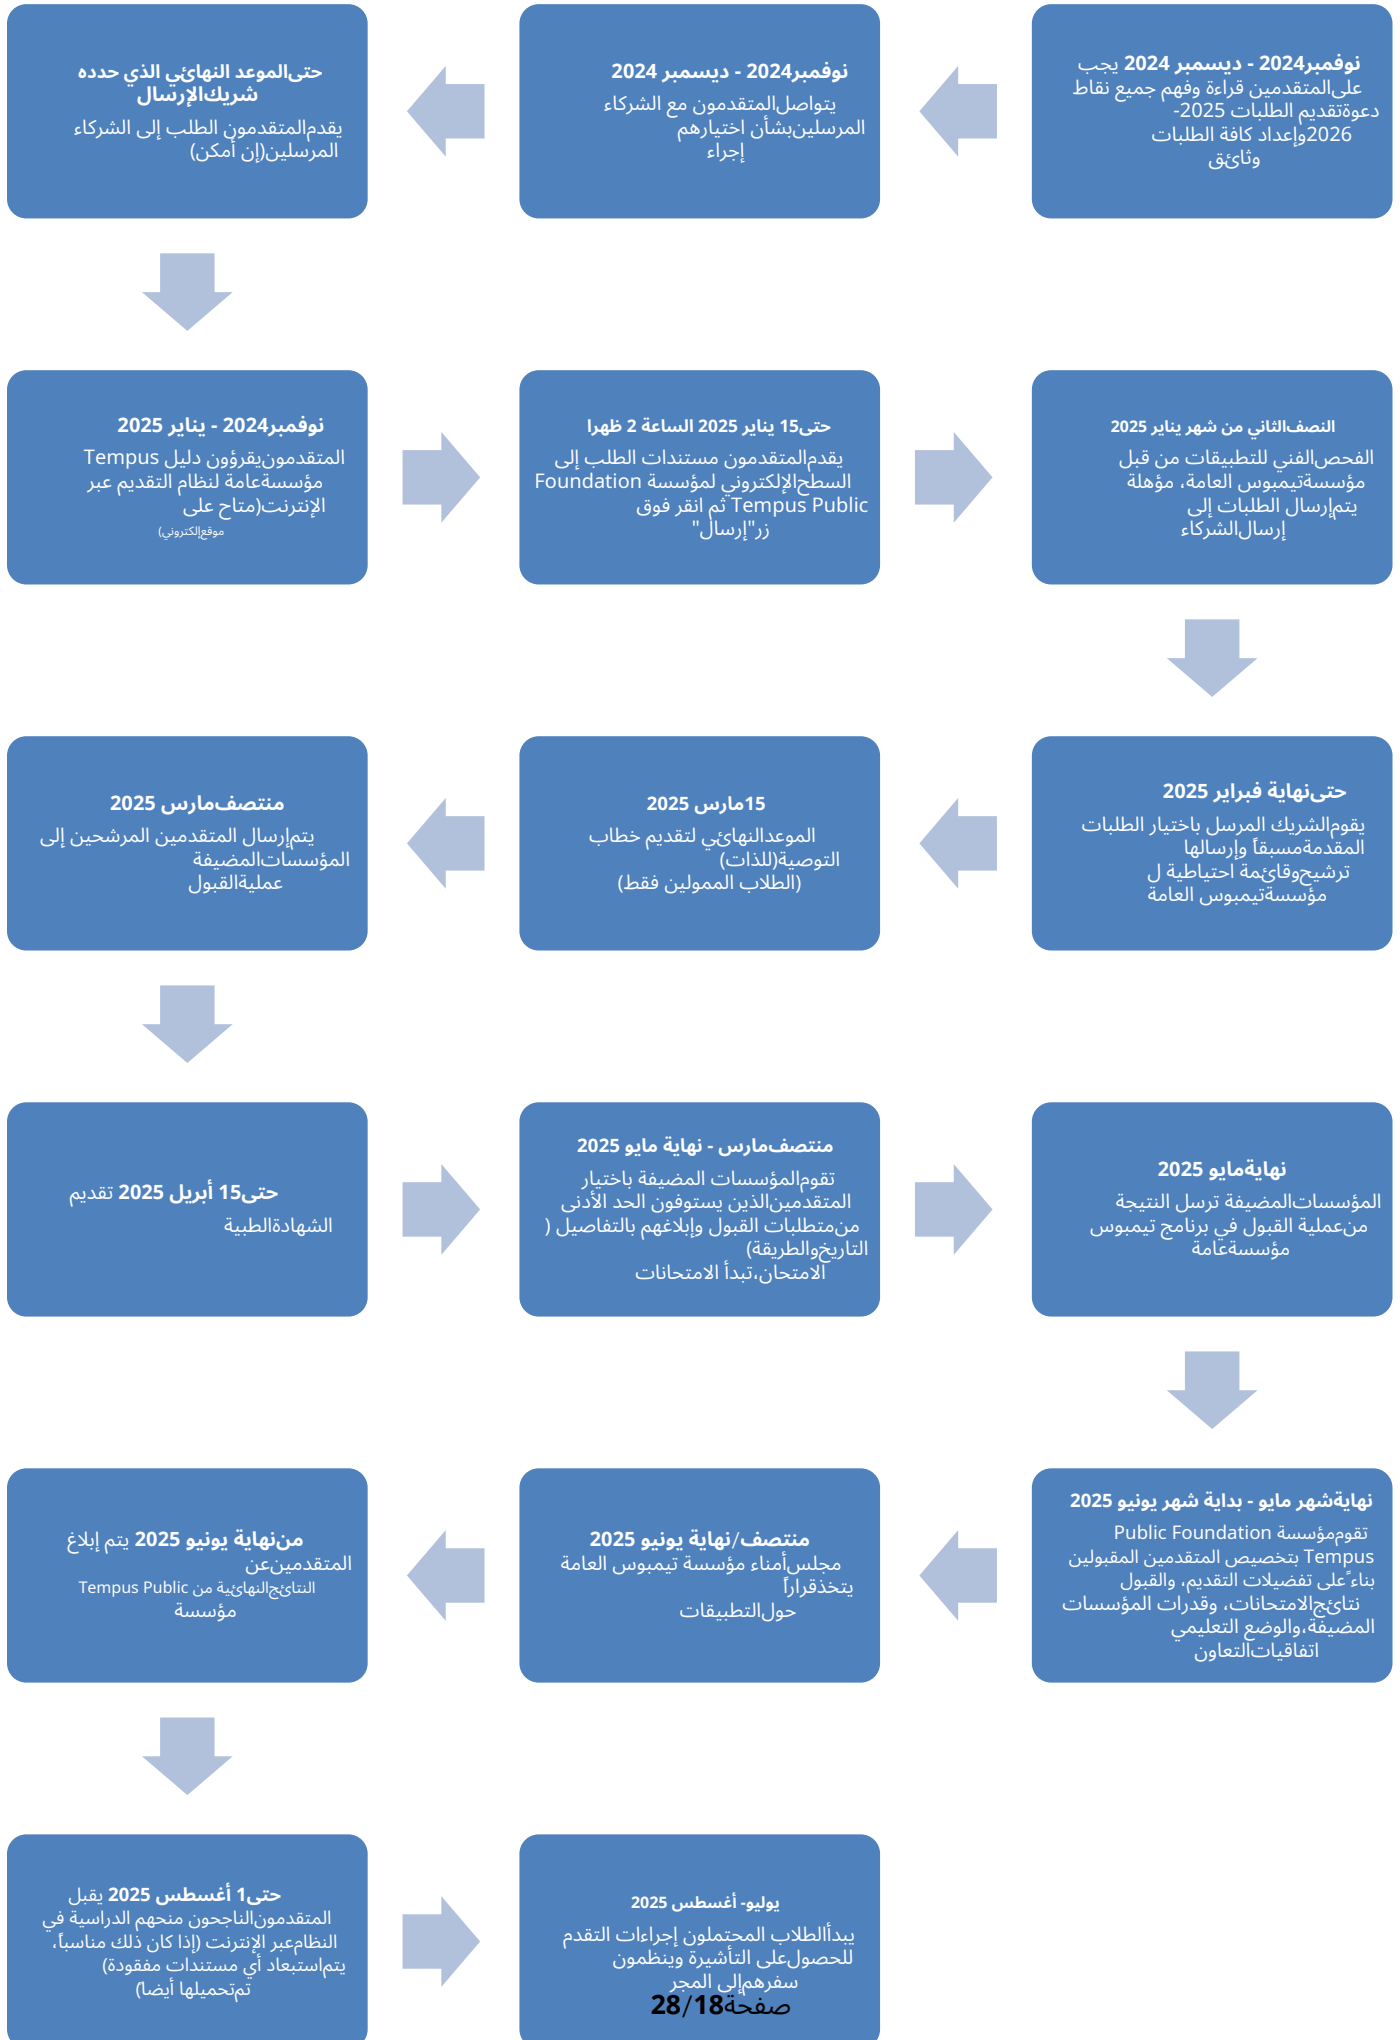 نوفمبر2024 - ديسمبر 2024 يجب
علىالمتقدمين قراءة وفهم جميع نقاط
دعوةتقديم الطلبات 2025-
2026وإعداد كافة الطلبات
وثائق
نوفمبر2024 - ديسمبر 2024
يتواصلالمتقدمون مع الشركاء
المرسلينبشأن اختيارهم
إجراء
حتىالموعد النهائي الذي حدده
شريكالإرسال
يقدمالمتقدمون الطلب إلى الشركاء
المرسلين(إن أمكن)
نوفمبر2024 - يناير 2025
المتقدمونيقرؤون دليل Tempus
مؤسسةعامة لنظام التقديم عبر
الإنترنت(متاح على
موقعإلكتروني)
حتى15 يناير 2025 الساعة 2 ظهرا
يقدمالمتقدمون مستندات الطلب إلى
السطحالإلكتروني لمؤسسة Foundation
Tempus Public ثم انقر فوق
زر"إرسال"
النصفالثاني من شهر يناير 2025
الفحصالفني للتطبيقات من قبل
مؤسسةتيمبوس العامة، مؤهلة
يتمإرسال الطلبات إلى
إرسالالشركاء
حتىنهاية فبراير 2025
يقومالشريك المرسل باختيار الطلبات
المقدمةمسبقاً وإرسالها
ترشيحوقائمة احتياطية ل
مؤسسةتيمبوس العامة
15مارس 2025
الموعدالنهائي لتقديم خطاب
التوصية(للذات)
(الطلاب الممولين فقط)
منتصفمارس 2025
يتمإرسال المتقدمين المرشحين إلى
المؤسساتالمضيفة
عمليةالقبول
حتى15 أبريل 2025 تقديم
الشهادةالطبية
منتصفمارس - نهاية مايو 2025
تقومالمؤسسات المضيفة باختيار
المتقدمينالذين يستوفون الحد الأدنى
منمتطلبات القبول وإبلاغهم بالتفاصيل (
التاريخوالطريقة)
الامتحان،تبدأ الامتحانات
نهايةمايو 2025
المؤسساتالمضيفة ترسل النتيجة
منعملية القبول في برنامج تيمبوس
مؤسسةعامة
نهايةشهر مايو - بداية شهر يونيو 2025
تقوممؤسسة Public Foundation
Tempus بتخصيص المتقدمين المقبولين
بناءًعلى تفضيلات التقديم، والقبول
نتائجالامتحانات، وقدرات المؤسسات
المضيفة،والوضع التعليمي
اتفاقياتالتعاون
منتصف/نهاية يونيو 2025
مجلسأمناء مؤسسة تيمبوس العامة
يتخذقراراً
حولالتطبيقات
مننهاية يونيو 2025 يتم إبلاغ
المتقدمينعن
النتائجالنهائية من Tempus Public
مؤسسة
حتى1 أغسطس 2025 يقبل
المتقدمونالناجحون منحهم الدراسية في
النظامعبر الإنترنت (إذا كان ذلك مناسباً،
يتماستبعاد أي مستندات مفقودة)
تمتحميلها أيضاً)
يوليو- أغسطس 2025
يبدأالطلاب المحتملون إجراءات التقدم
للحصولعلى التأشيرة وينظمون
سفرهمإلى المجر
صفحة28/18